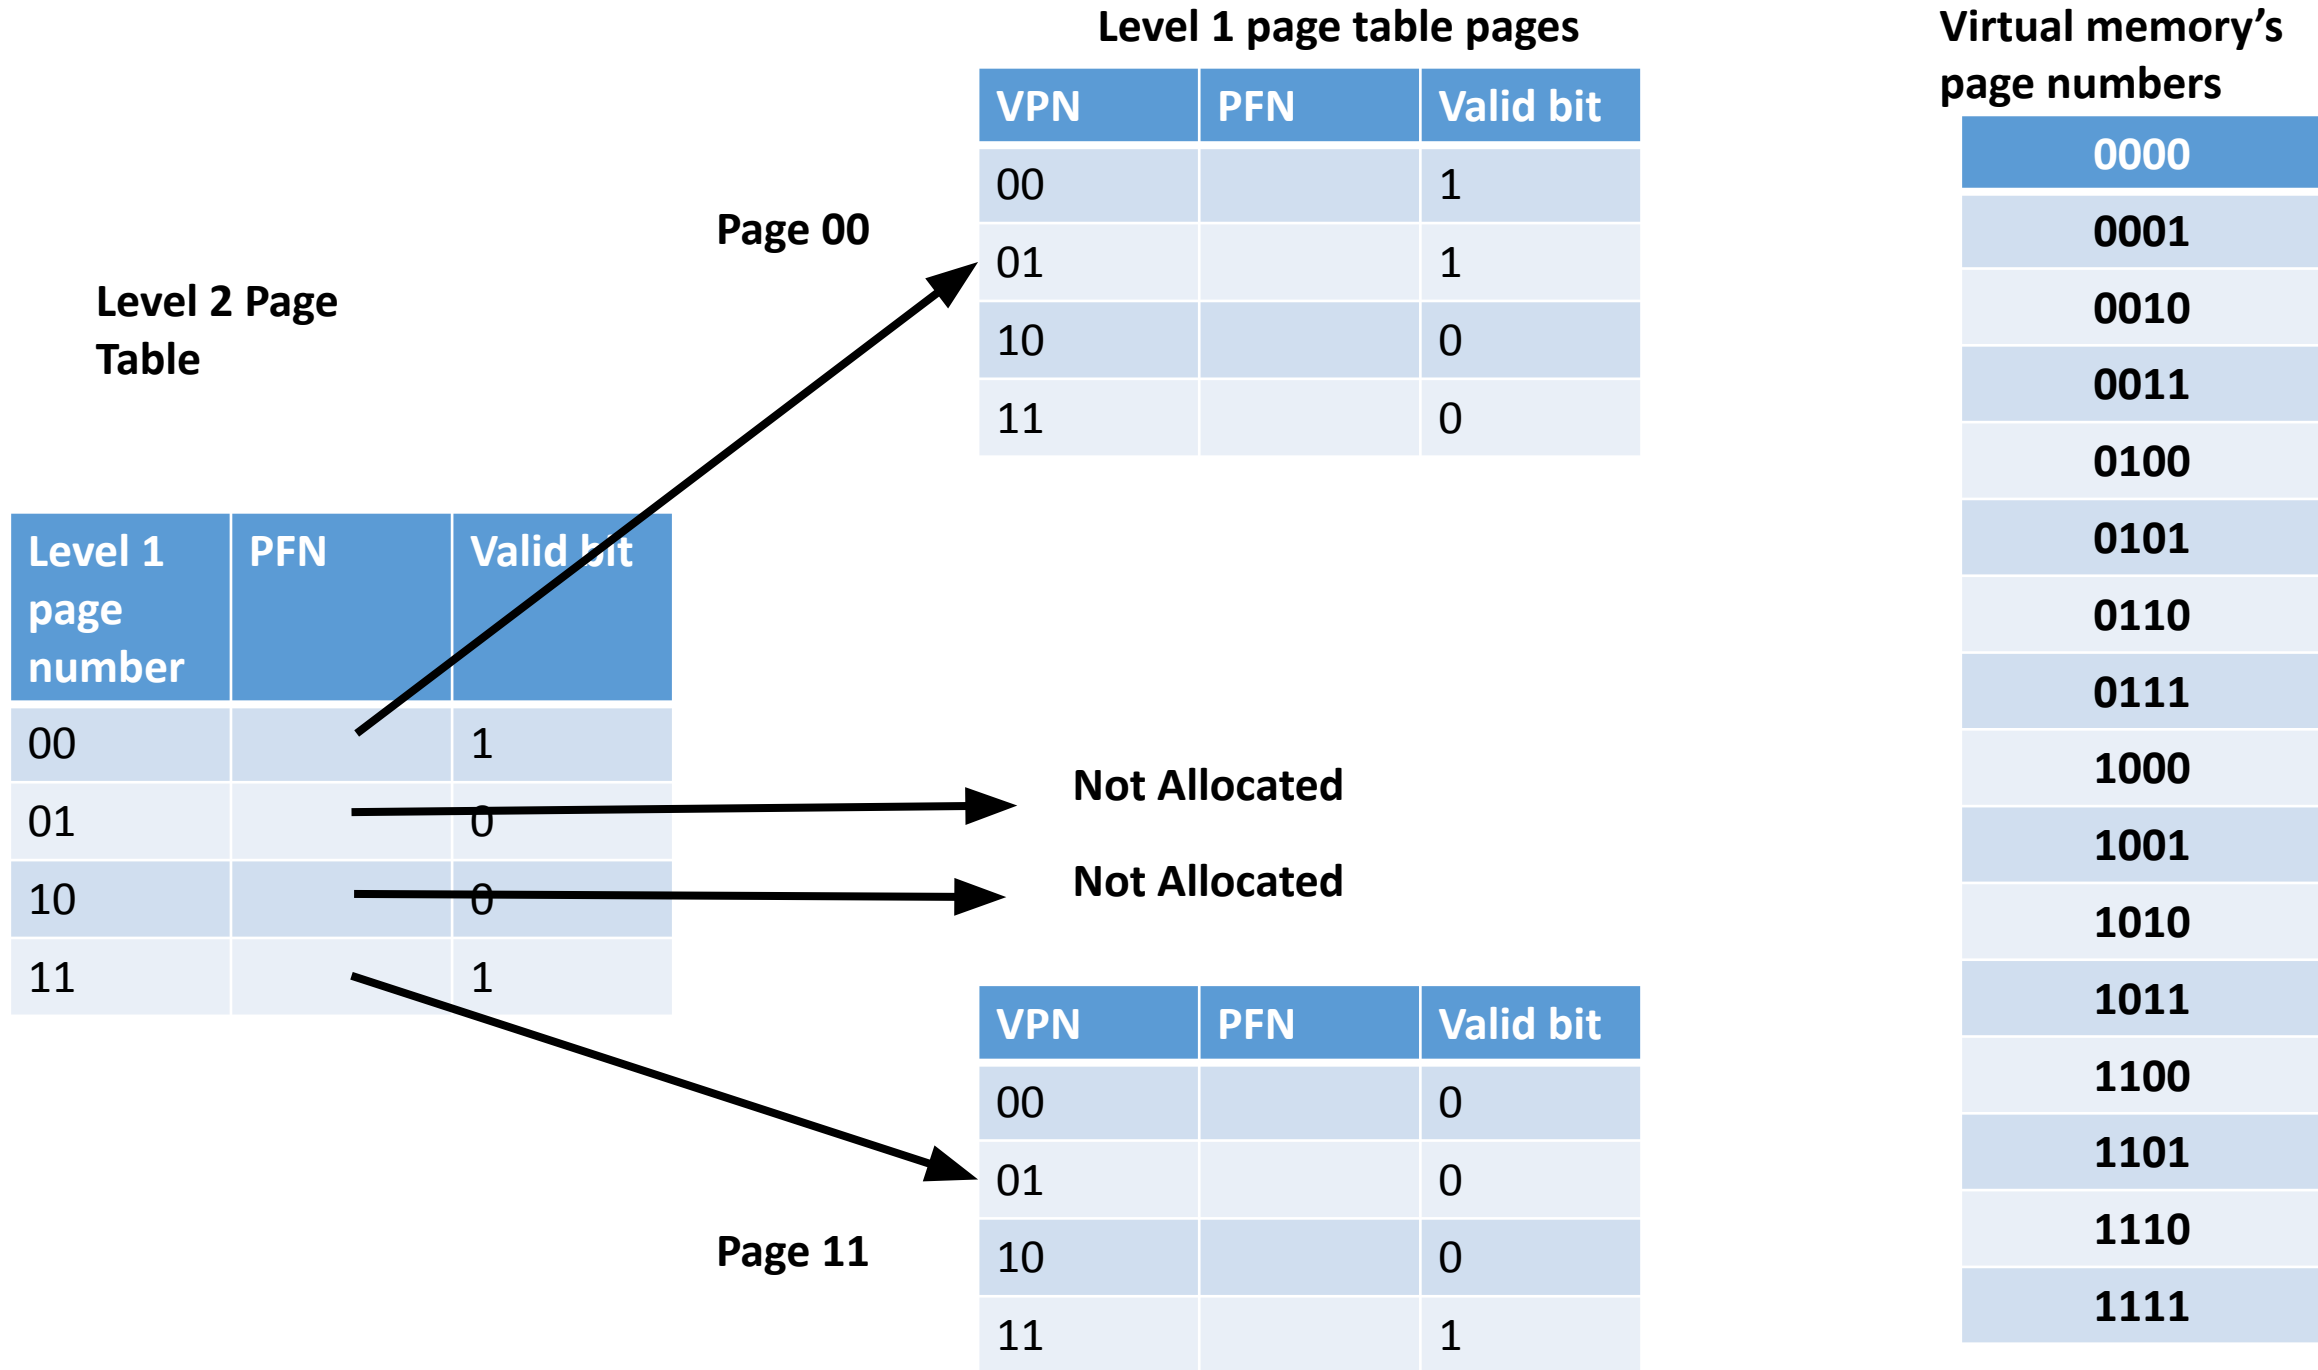 Level 1 page table pages
VPN PFN Valid bit
00 1
01 1
10 0
11 0
Page 00
Level 2 Page
Table
Level 1 PFN Valid bit
page
number
00 1
01 0
10 0
11 1
Not Allocated
Not Allocated
VPN PFN Valid bit
00 0
01 0
10 0
11 1
Page 11
Virtual memory’s
page numbers
0000
0001
0010
0011
0100
0101
0110
0111
1000
1001
1010
1011
1100
1101
1110
1111